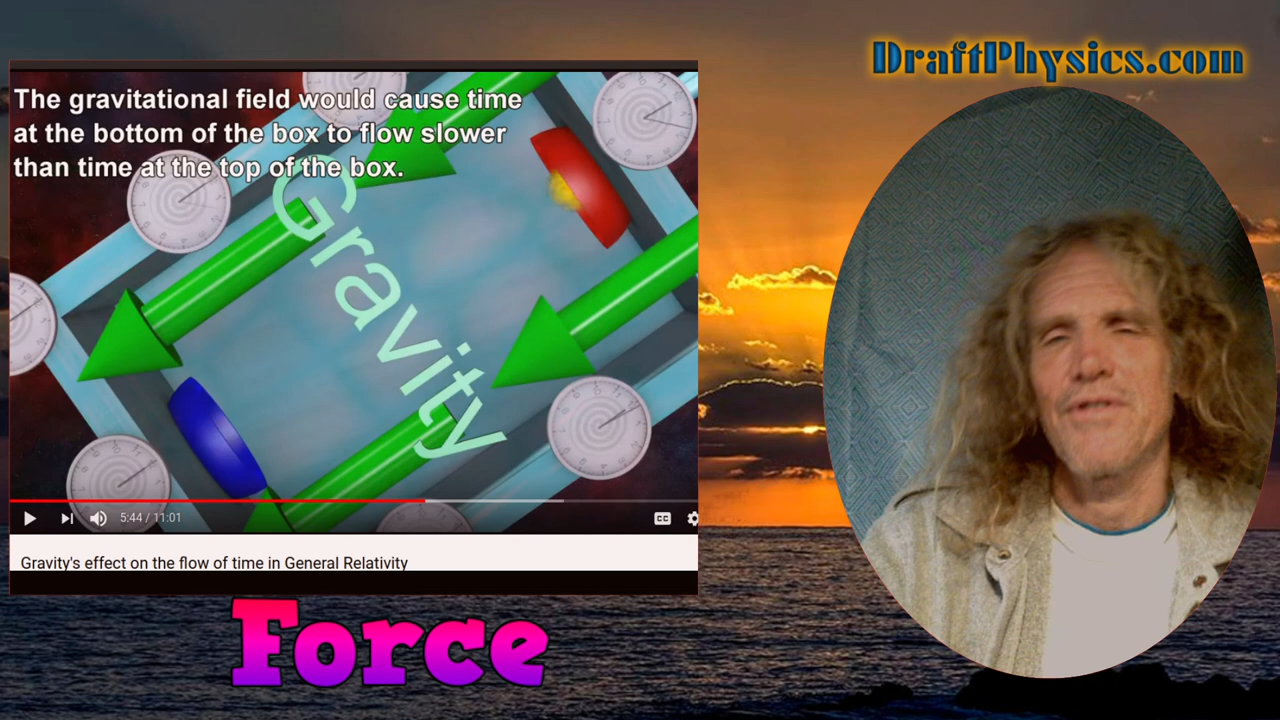 DraftPhysics.com
The gravitational field would cause time
at the bottom of the box to flow slower
than time at the top of the box.
Gravity
5:44 / 11:01
CC
Gravity's effect on the flow of time in General Relativity
Force